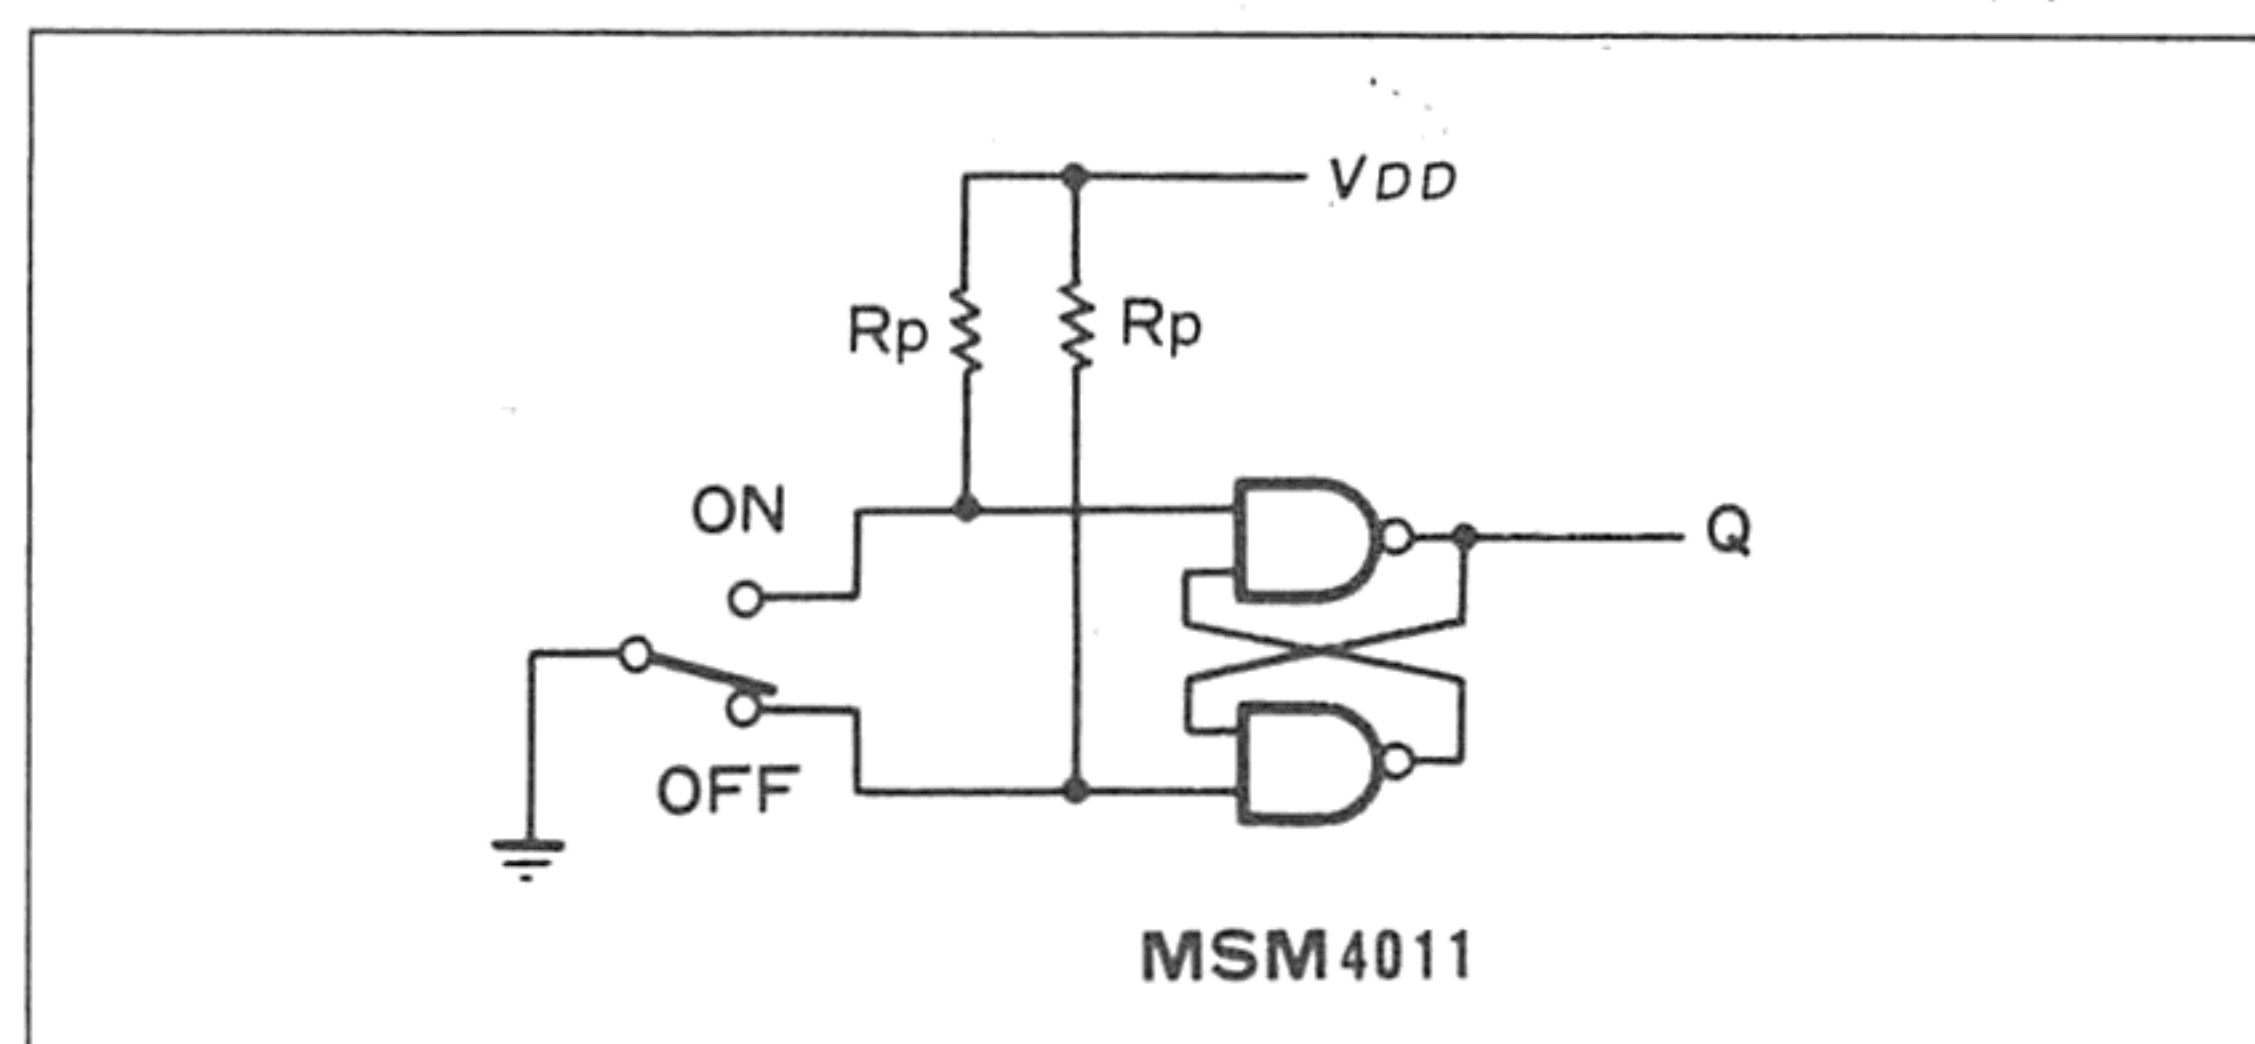 VDD
Rp
Rp
ON
Q
OFF
MSM4011